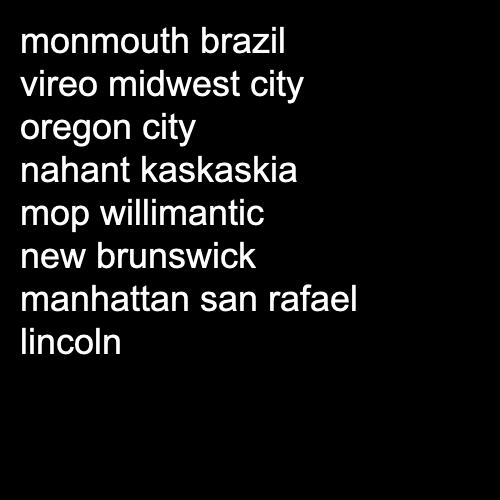 monmouth brazil
vireo midwest city
oregon city
nahant kaskaskia
mop willimantic
new brunswick
manhattan san rafael
lincoln